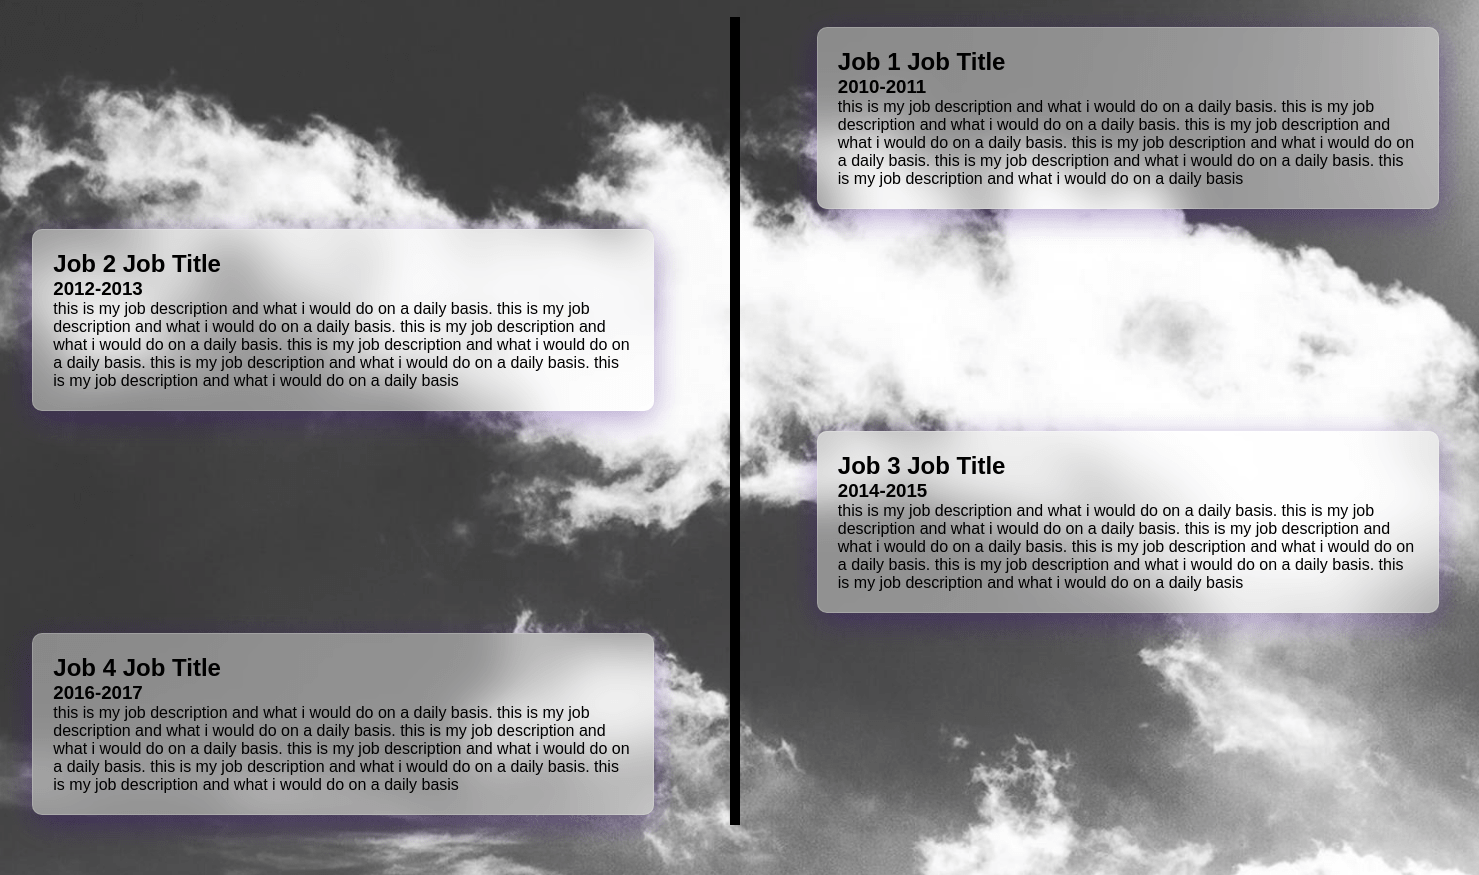 Job 1 Job Title
2010-2011
this is my job description and what i would do on a daily basis. this is my job
description and what i would do on a daily basis. this is my job description and
what i would do on a daily basis. this is my job description and what i would do on
a daily basis. this is my job description and what i would do on a daily basis. this
is my job description and what i would do on a daily basis
Job 2 Job Title
2012-2013
this is my job description and what i would do on a daily basis. this is my job
description and what i would do on a daily basis. this is my job description and
what i would do on a daily basis. this is my job description and what i would do on
a daily basis. this is my job description and what i would do on a daily basis. this
is my job description and what i would do on a daily basis
Job 3 Job Title
2014-2015
this is my job description and what i would do on a daily basis. this is my job
description and what i would do on a daily basis. this is my job description and
what i would do on a daily basis. this is my job description and what i would do on
a daily basis. this is my job description and what i would do on a daily basis. this
is my job description and what i would do on a daily basis
Job 4 Job Title
2016-2017
this is my job description and what i would do on a daily basis. this is my job
description and what i would do on a daily basis. this is my job description and
what i would do on a daily basis. this is my job description and what i would do on
a daily basis. this is my job description and what i would do on a daily basis. this
is my job description and what i would do on a daily basis